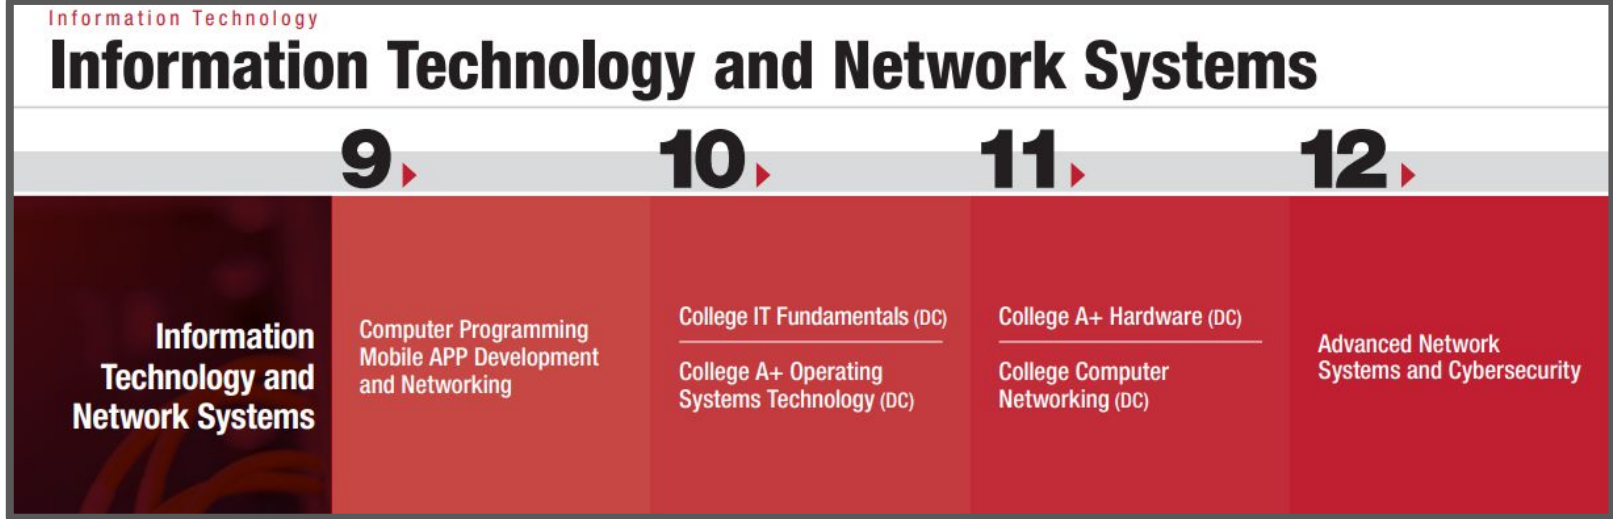 Information Technology
Information Technology and Network Systems
9
10
11
12
Information
Technology and
Network Systems
Computer Programming
Mobile APP Development
and Networking
College IT Fundamentals (DC)
College A+ Operating
Systems Technology (DC)
College A+ Hardware (DC)
College Computer
Networking (DC)
Advanced Network
Systems and Cybersecurity